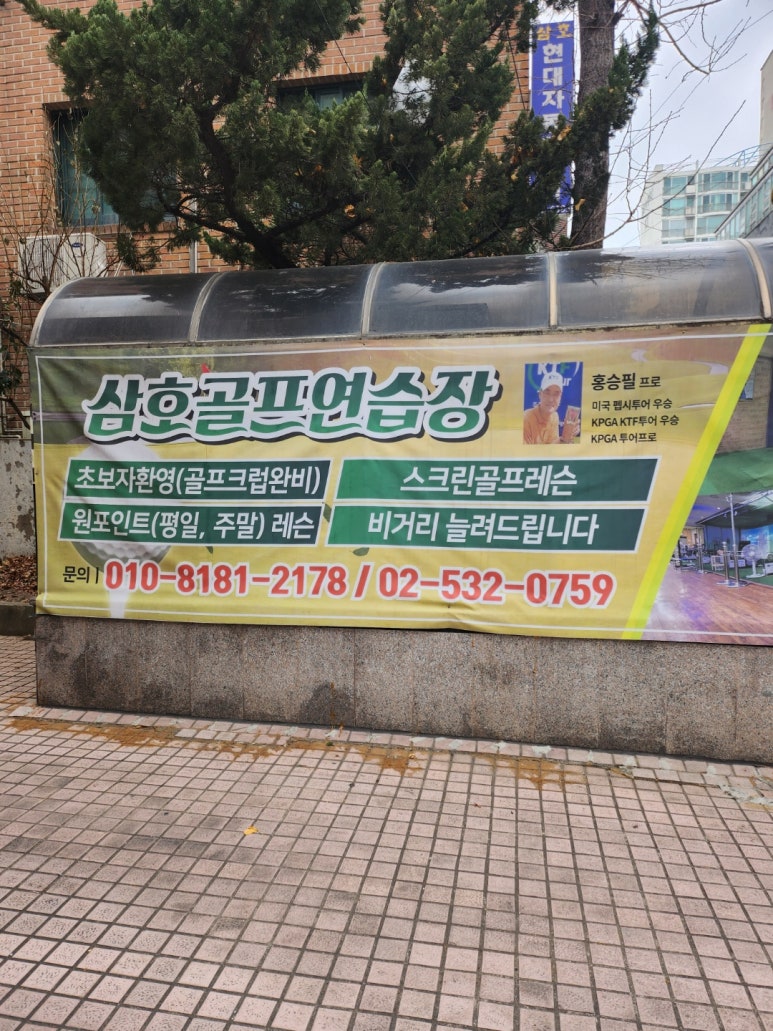 삼호
현대자
삼호골프연습장
홍승필 프로
미국 펩시투어 우승
KPGA KTF투어 우승
KPGA 투어프로
초보자환영(골프크럽완비)
스크린골프레슨
원포인트(평일, 주말) 레슨
비거리 늘려드립니다
문의 | 010-8181-2178 / 02-532-0759